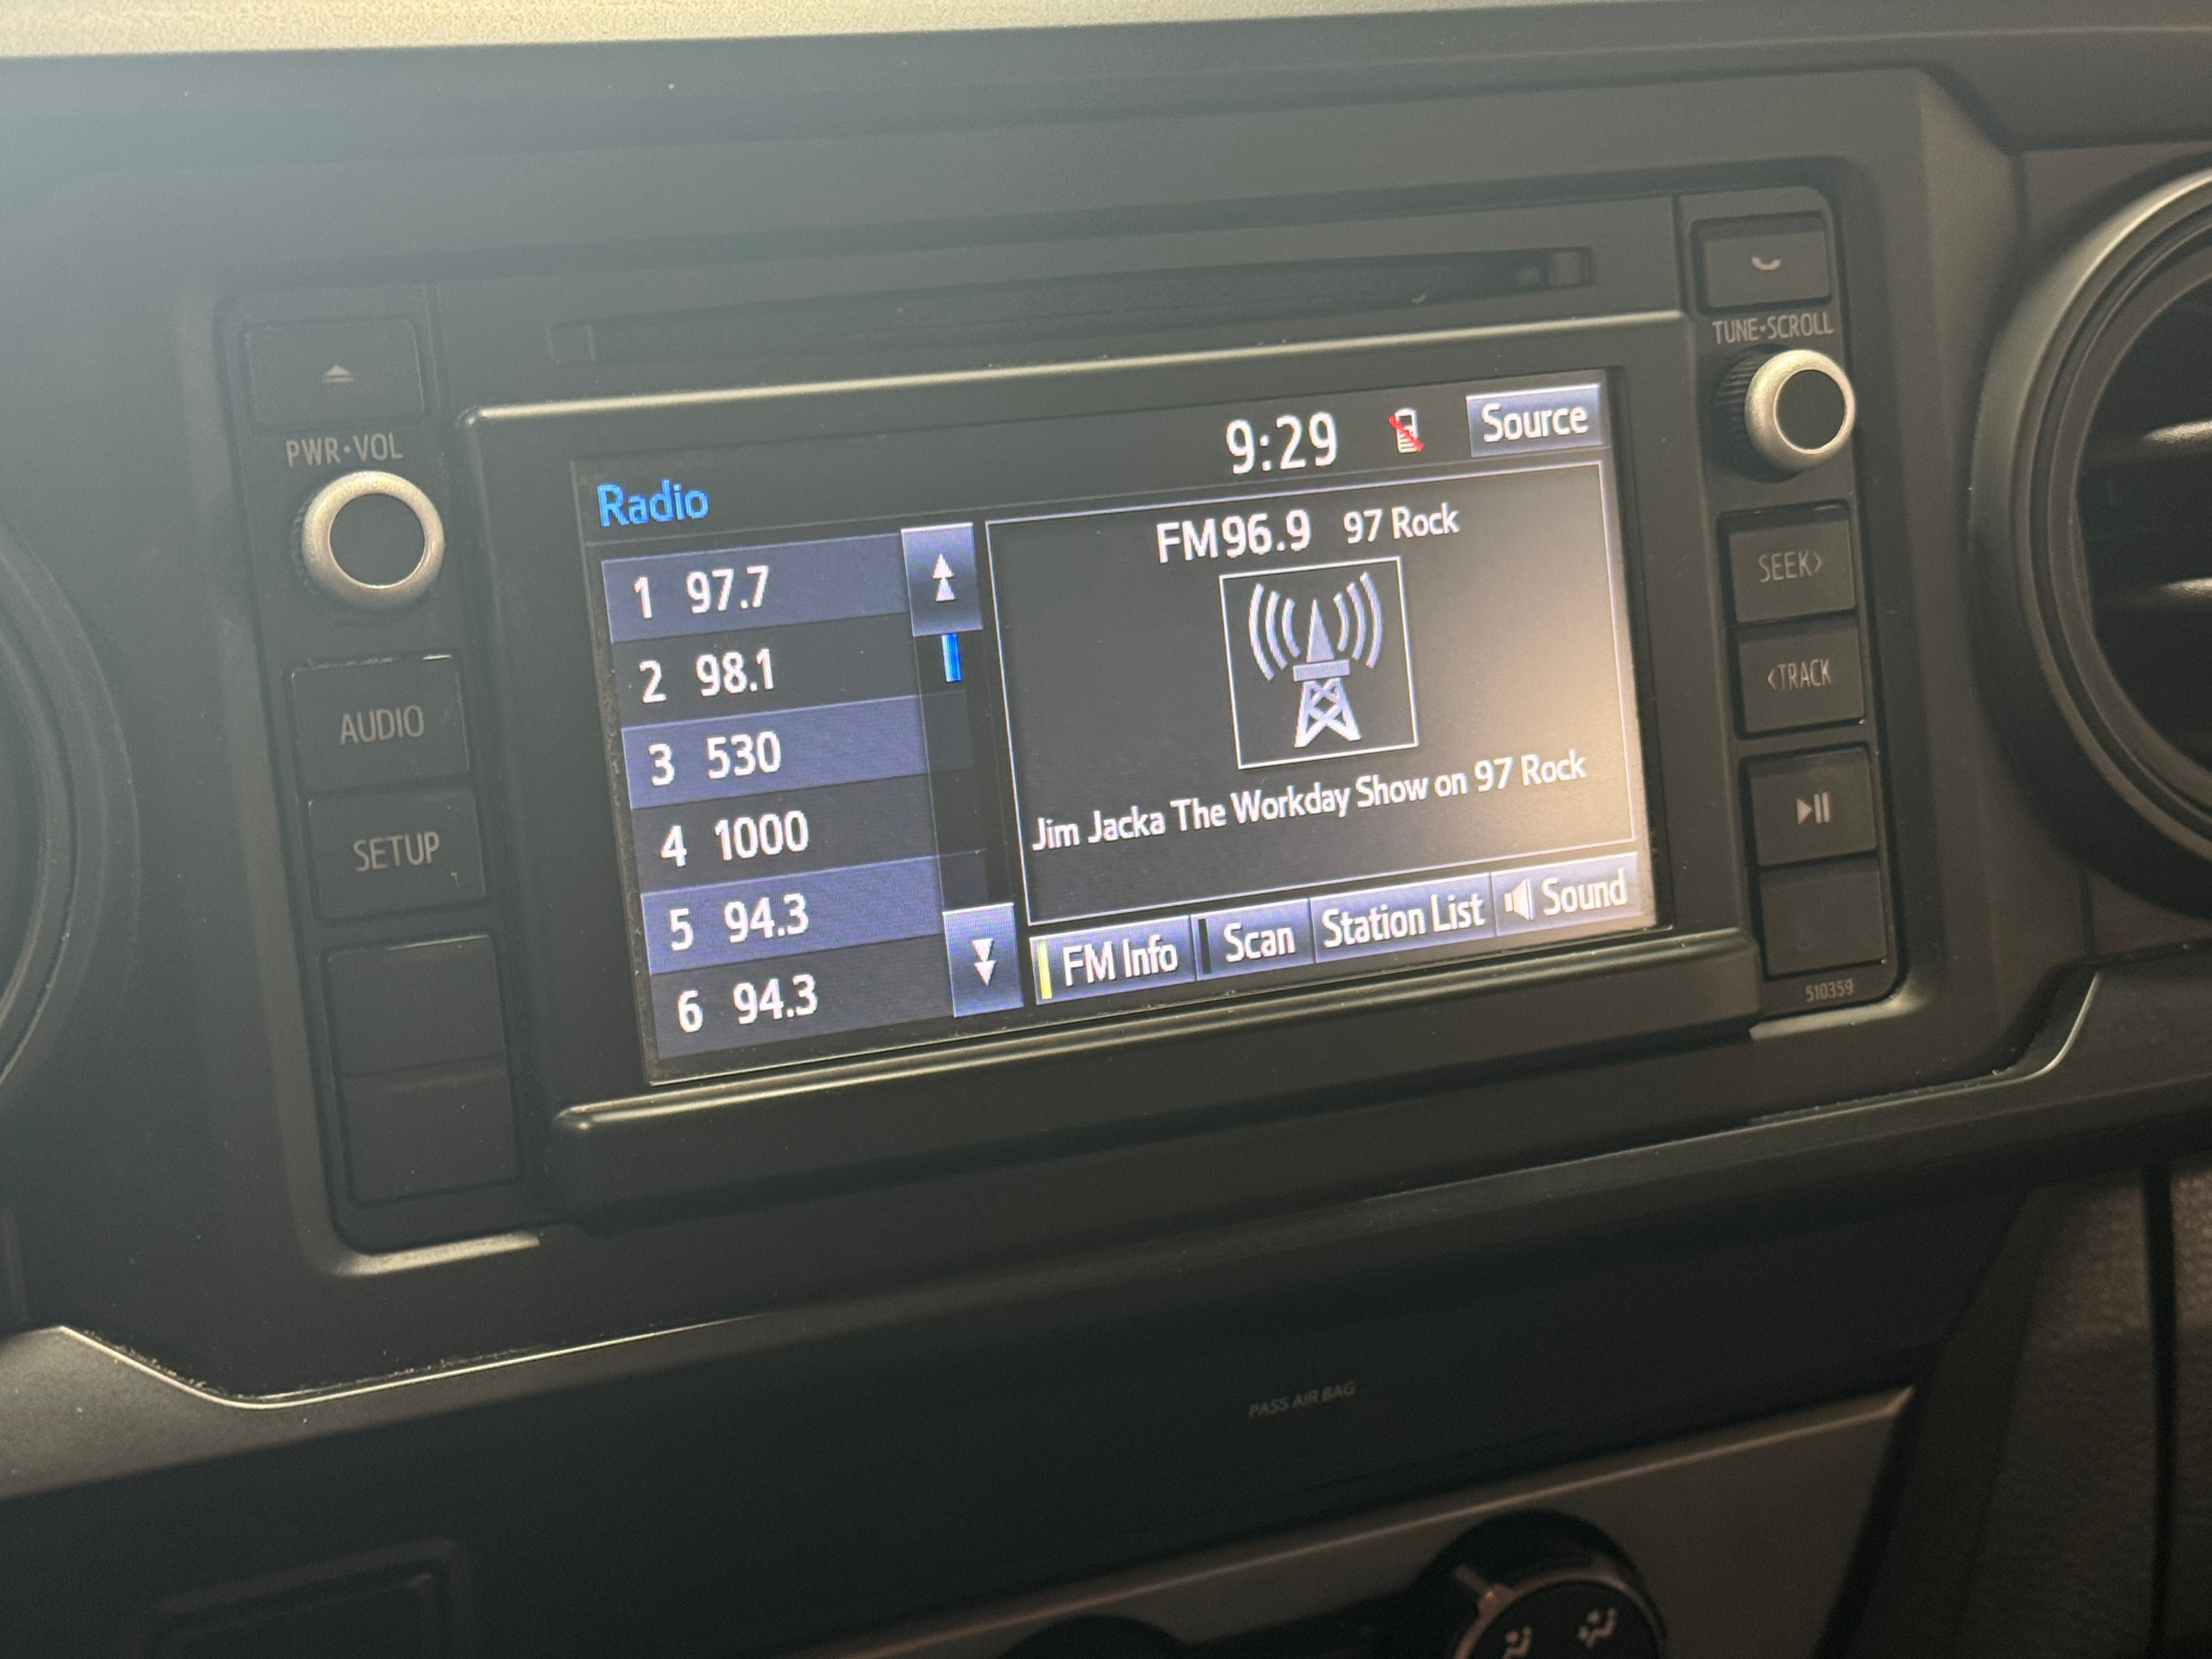 TUNE•SCROLL
PWR•VOL
9:29
Source
Radio
FM96.9 97 Rock
1 97.7
2 98.1
3 530
4 1000
5 94.3
6 94.3
Jim Jacka The Workday Show on 97 Rock
FM Info
Scan
Station List
Sound
AUDIO
SETUP
SEEK>
<TRACK
510359
PASS AIR BAG